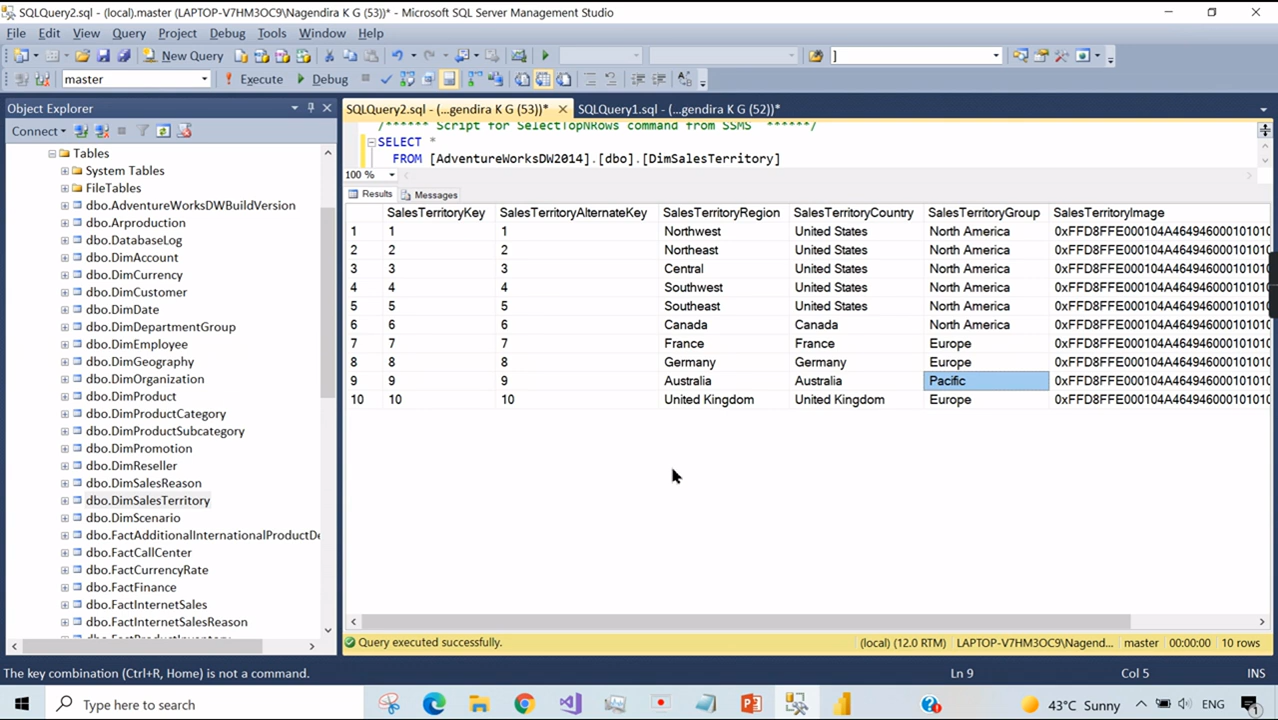 SQLQuery2.sql - (local).master (LAPTOP-V7HM3OC9\Nagendira K G (53))* - Microsoft SQL Server Management Studio
File Edit View Query Project Debug Tools Window Help
New Query ]
master Execute Debug
Object Explorer
SQLQuery2.sql - (...gendira K G (53))* SQLQuery1.sql - (...gendira K G (52))*
Connect
/****** Script for SelectTopNRows command from SSMS ******/
SELECT *
FROM [AdventureWorksDW2014].[dbo].[DimSalesTerritory]
100 %
Results Messages
Tables
System Tables
FileTables
dbo.AdventureWorksDWBuildVersion
dbo.Arproduction
dbo.DatabaseLog
dbo.DimAccount
dbo.DimCurrency
dbo.DimCustomer
dbo.DimDate
dbo.DimDepartmentGroup
dbo.DimEmployee
dbo.DimGeography
dbo.DimOrganization
dbo.DimProduct
dbo.DimProductCategory
dbo.DimProductSubcategory
dbo.DimPromotion
dbo.DimReseller
dbo.DimSalesReason
dbo.DimSalesTerritory
dbo.DimScenario
dbo.FactAdditionalInternationalProductDe
dbo.FactCallCenter
dbo.FactCurrencyRate
dbo.FactFinance
dbo.FactInternetSales
dbo.FactInternetSalesReason
SalesTerritoryKey SalesTerritoryAlternateKey SalesTerritoryRegion SalesTerritoryCountry SalesTerritoryGroup SalesTerritoryImage
1 1 1 Northwest United States North America 0xFFD8FFE000104A464946000101010
2 2 2 Northeast United States North America 0xFFD8FFE000104A464946000101010
3 3 3 Central United States North America 0xFFD8FFE000104A464946000101010
4 4 4 Southwest United States North America 0xFFD8FFE000104A464946000101010
5 5 5 Southeast United States North America 0xFFD8FFE000104A464946000101010
6 6 6 Canada Canada North America 0xFFD8FFE000104A464946000101010
7 7 7 France France Europe 0xFFD8FFE000104A464946000101010
8 8 8 Germany Germany Europe 0xFFD8FFE000104A464946000101010
9 9 9 Australia Australia Pacific 0xFFD8FFE000104A464946000101010
10 10 10 United Kingdom United Kingdom Europe 0xFFD8FFE000104A464946000101010
Query executed successfully. (local) (12.0 RTM) LAPTOP-V7HM3OC9\Nagend... master 00:00:00 10 rows
The key combination (Ctrl+R, Home) is not a command. Ln 9 Col 5 INS
Type here to search 43°C Sunny ENG 1